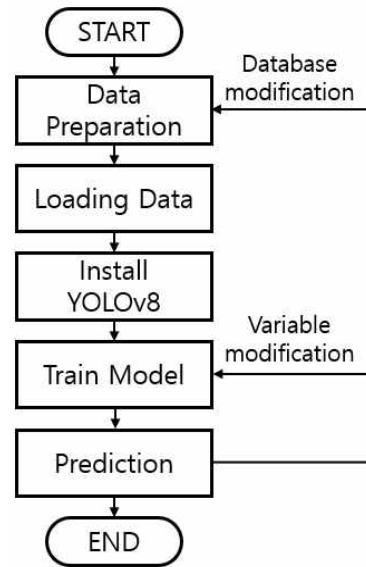 START
Database
modification
Data
Preparation
Loading Data
Install
YOLOv8
Variable
modification
Train Model
Prediction
END